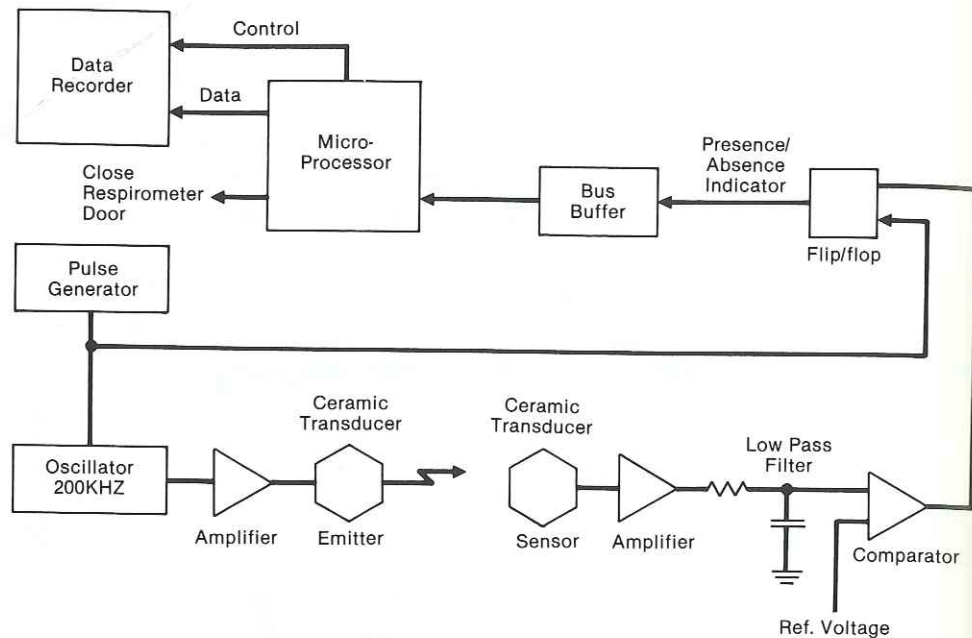 Control
Data
Recorder
Data
Micro-
Processor
Close
Respirometer
Door
Presence/
Absence
Indicator
Bus
Buffer
Flip/flop
Pulse
Generator
Ceramic
Transducer
Ceramic
Transducer
Low Pass
Filter
Oscillator
200KHZ
Amplifier
Emitter
Sensor
Amplifier
Comparator
Ref. Voltage